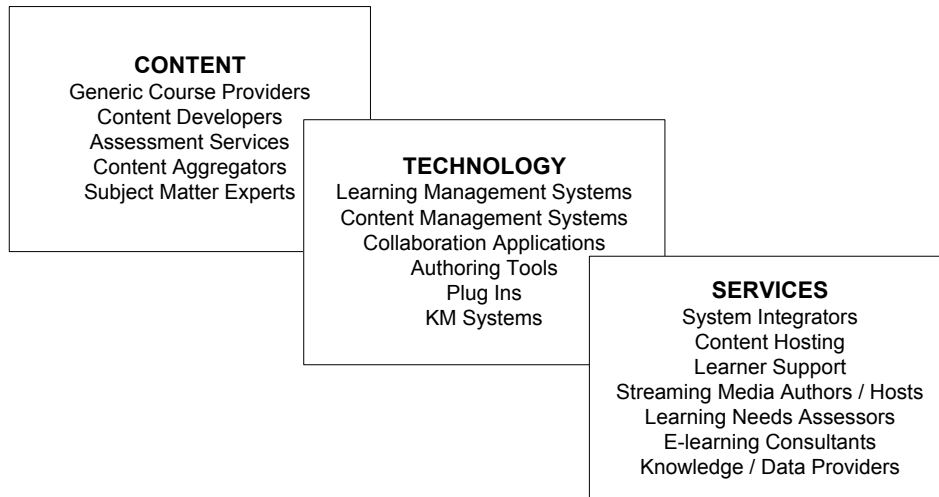 CONTENT
Generic Course Providers
Content Developers
Assessment Services
Content Aggregators
Subject Matter Experts
TECHNOLOGY
Learning Management Systems
Content Management Systems
Collaboration Applications
Authoring Tools
Plug Ins
KM Systems
SERVICES
System Integrators
Content Hosting
Learner Support
Streaming Media Authors / Hosts
Learning Needs Assessors
E-learning Consultants
Knowledge / Data Providers